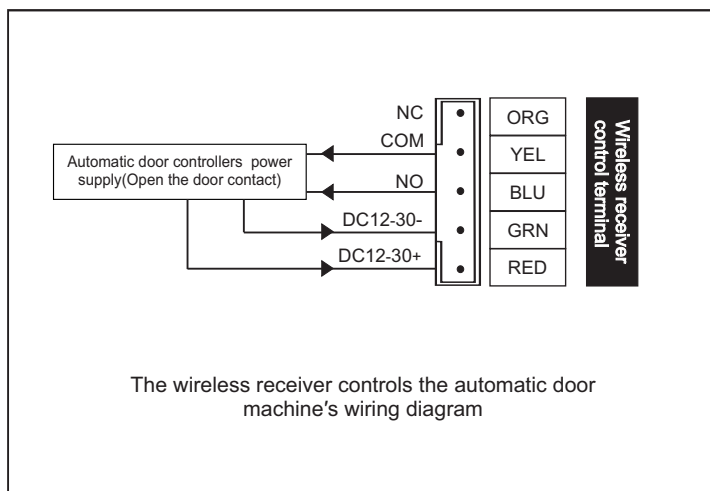 NC
ORG
COM
YEL
Automatic door controllers power
supply(Open the door contact)
NO
BLU
DC12-30-
GRN
DC12-30+
RED
Wireless receiver
control terminal
The wireless receiver controls the automatic door
machine's wiring diagram